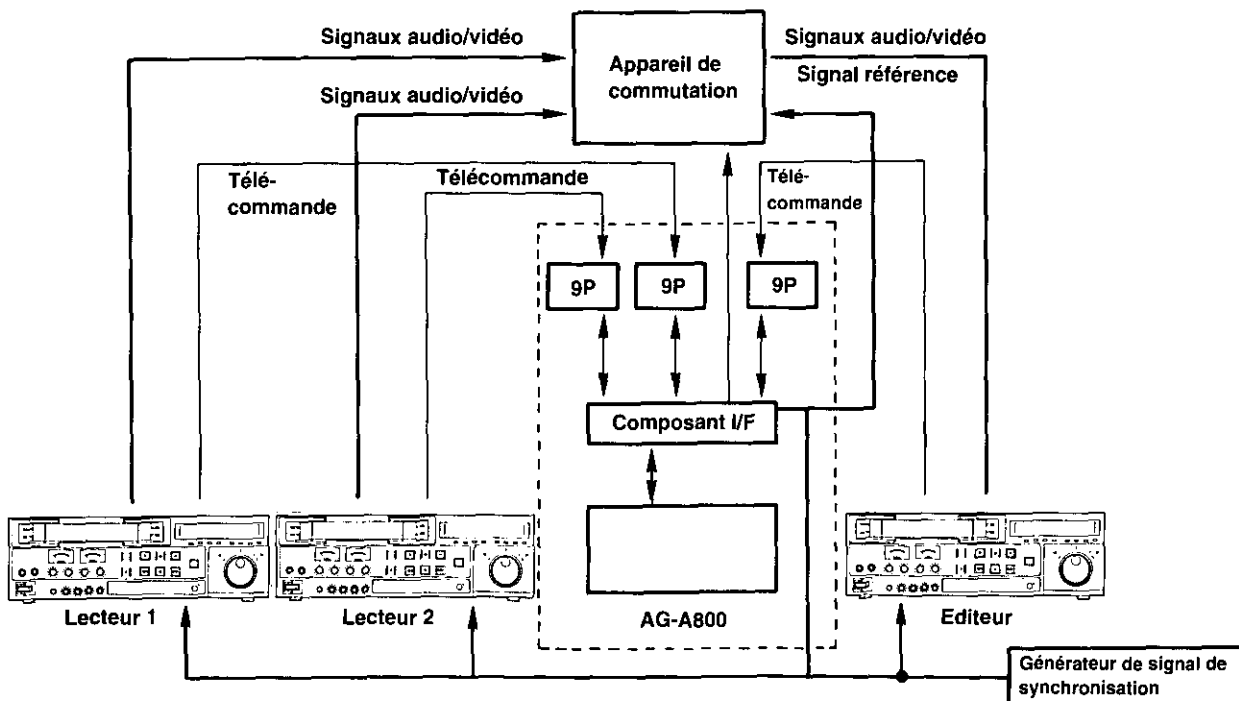 Signaux audio/vidéo
Signaux audio/vidéo
Appareil de
commutation
Signaux audio/vidéo
Signal référence
Télé-
commande
Télécommande
Télé-
commande
9P
9P
9P
Composant I/F
Lecteur 1
Lecteur 2
AG-A800
Editeur
Générateur de signal de
synchronisation